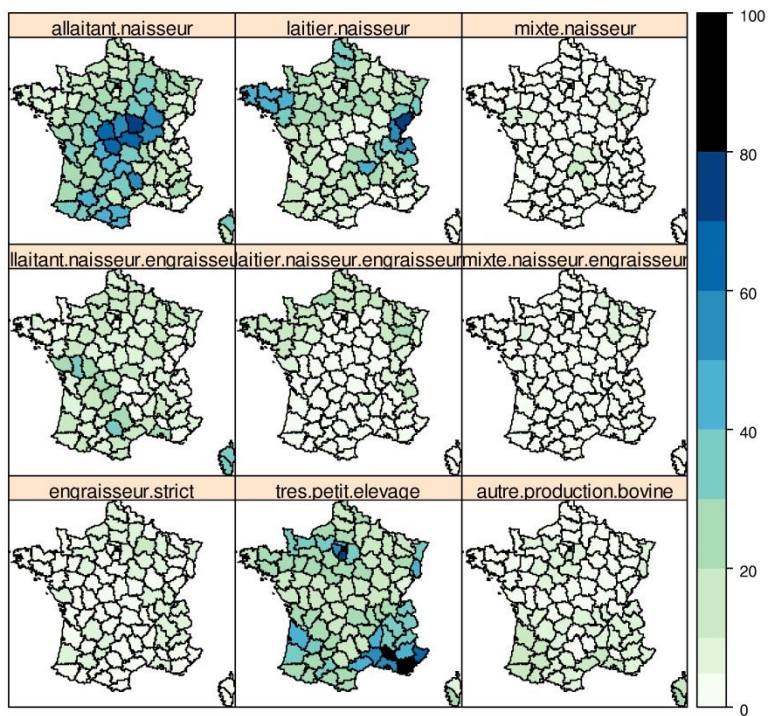 allaitant.naisseur
laitier.naisseur
mixte.naisseur
100
80
60
40
20
0
llaitant.naisseur.engraisseu
aitier.naisseur.engraisseur
mixte.naisseur.engraisseur
engraisseur.strict
tres.petit.elevage
autre.production.bovine